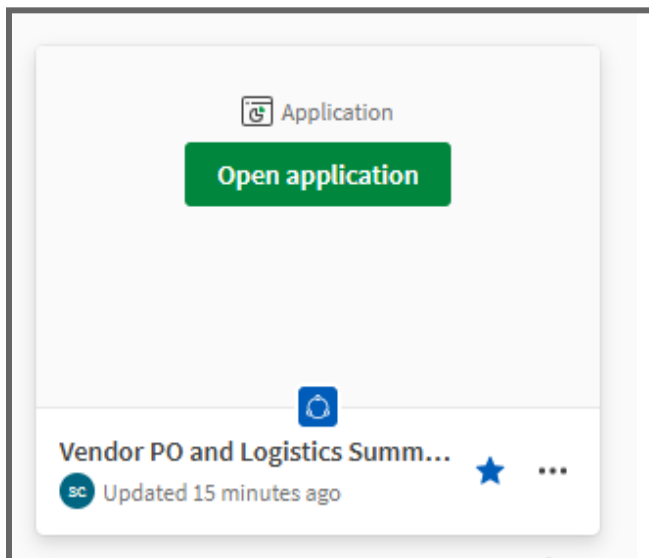 Application
Open application
Vendor PO and Logistics Summ...
SC Updated 15 minutes ago